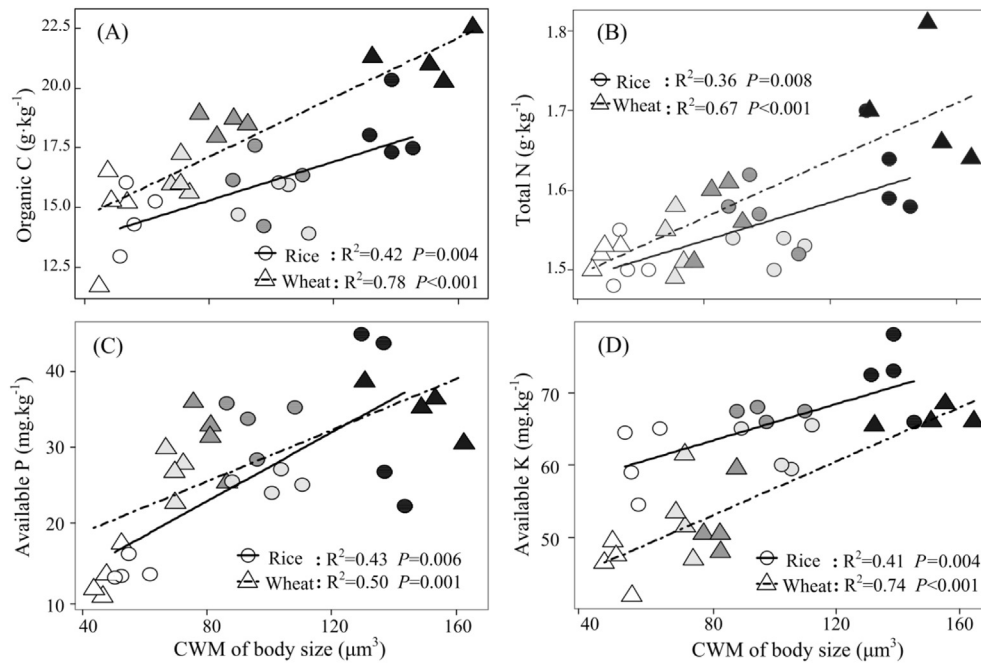 (A)
Organic C (g·kg⁻¹)
22.5
20.0
17.5
15.0
12.5
Rice : R²=0.42 P=0.004
Wheat : R²=0.78 P<0.001
(B)
Total N (g·kg⁻¹)
1.8
1.7
1.6
1.5
Rice : R²=0.36 P=0.008
Wheat : R²=0.67 P<0.001
(C)
Available P (mg.kg⁻¹)
40
30
20
10
Rice : R²=0.43 P=0.006
Wheat : R²=0.50 P=0.001
40 80 120 160
CWM of body size (μm³)
(D)
Available K (mg.kg⁻¹)
70
60
50
Rice : R²=0.41 P=0.004
Wheat : R²=0.74 P<0.001
80 120 160
CWM of body size (μm³)